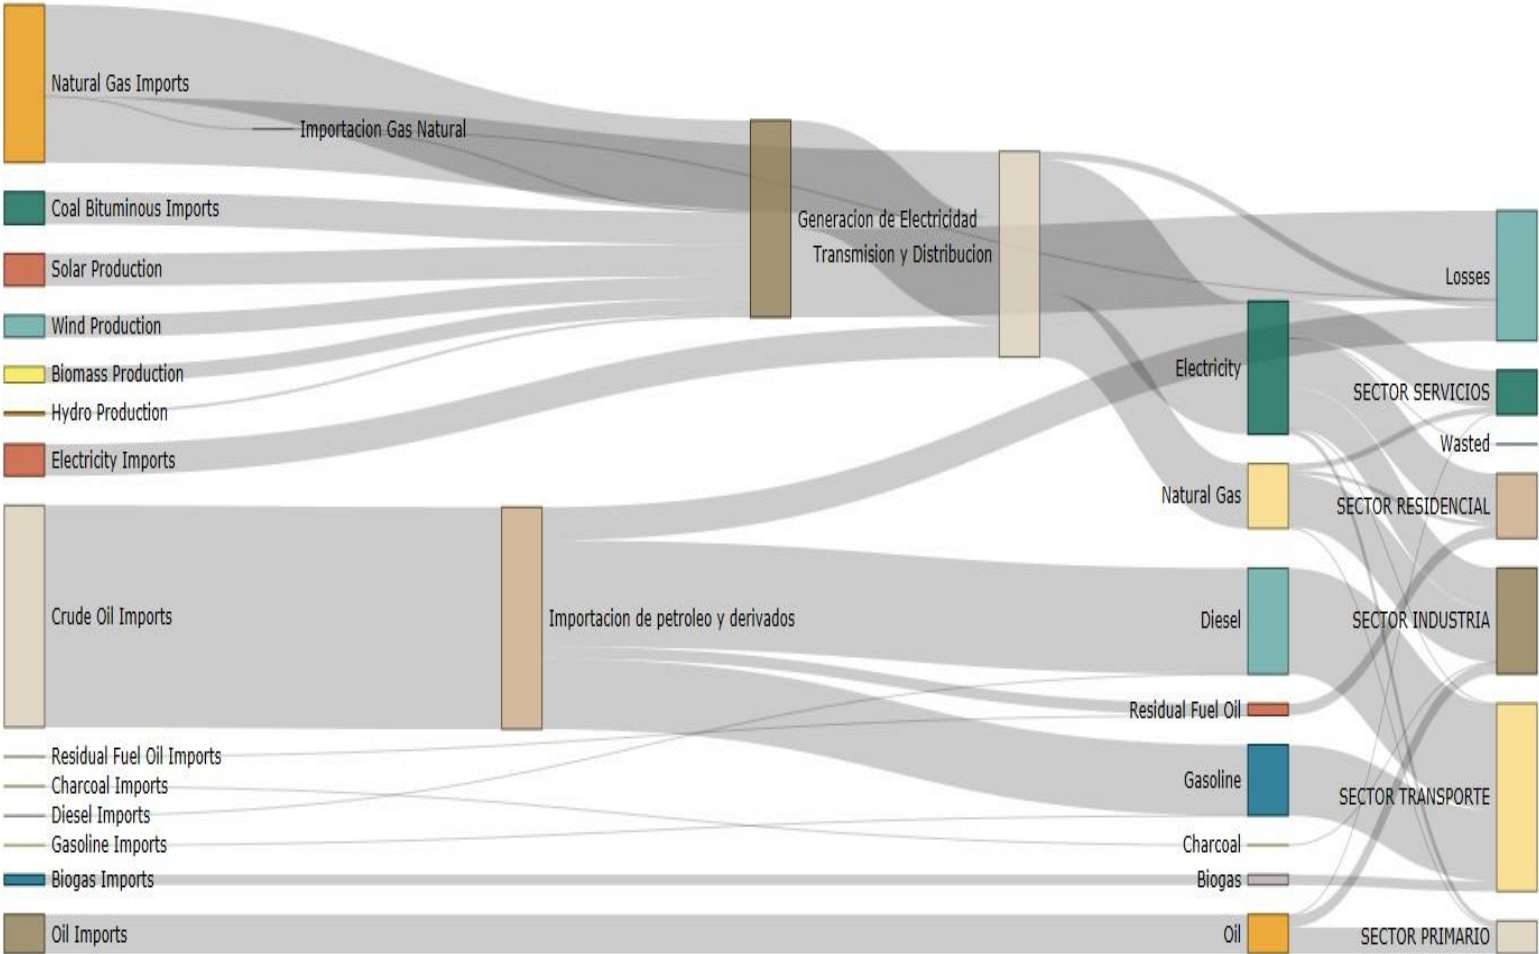 Natural Gas Imports
Importacion Gas Natural
Coal Bituminous Imports
Solar Production
Wind Production
Biomass Production
Hydro Production
Electricity Imports
Crude Oil Imports
Residual Fuel Oil Imports
Charcoal Imports
Diesel Imports
Gasoline Imports
Biogas Imports
Oil Imports
Importacion de petroleo y derivados
Generacion de Electricidad
Transmision y Distribucion
Electricity
Natural Gas
Diesel
Residual Fuel Oil
Gasoline
Charcoal
Biogas
Oil
Losses
SECTOR SERVICIOS
Wasted
SECTOR RESIDENCIAL
SECTOR INDUSTRIA
SECTOR TRANSPORTE
SECTOR PRIMARIO